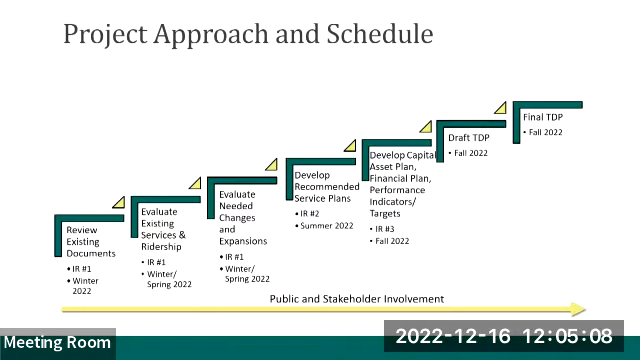 Project Approach and Schedule
Review
Existing
Documents
• IR #1
• Winter
2022
Evaluate
Existing
Services &
Ridership
• IR #1
• Winter/
Spring 2022
Evaluate
Needed
Changes
and
Expansions
• IR #1
• Winter/
Spring 2022
Develop
Recommended
Service Plans
• IR #2
• Summer 2022
Develop Capital
Asset Plan,
Financial Plan,
Performance
Indicators/
Targets
• IR #3
• Fall 2022
Draft TDP
• Fall 2022
Final TDP
• Fall 2022
Public and Stakeholder Involvement
Meeting Room
2022-12-16 12:05:08